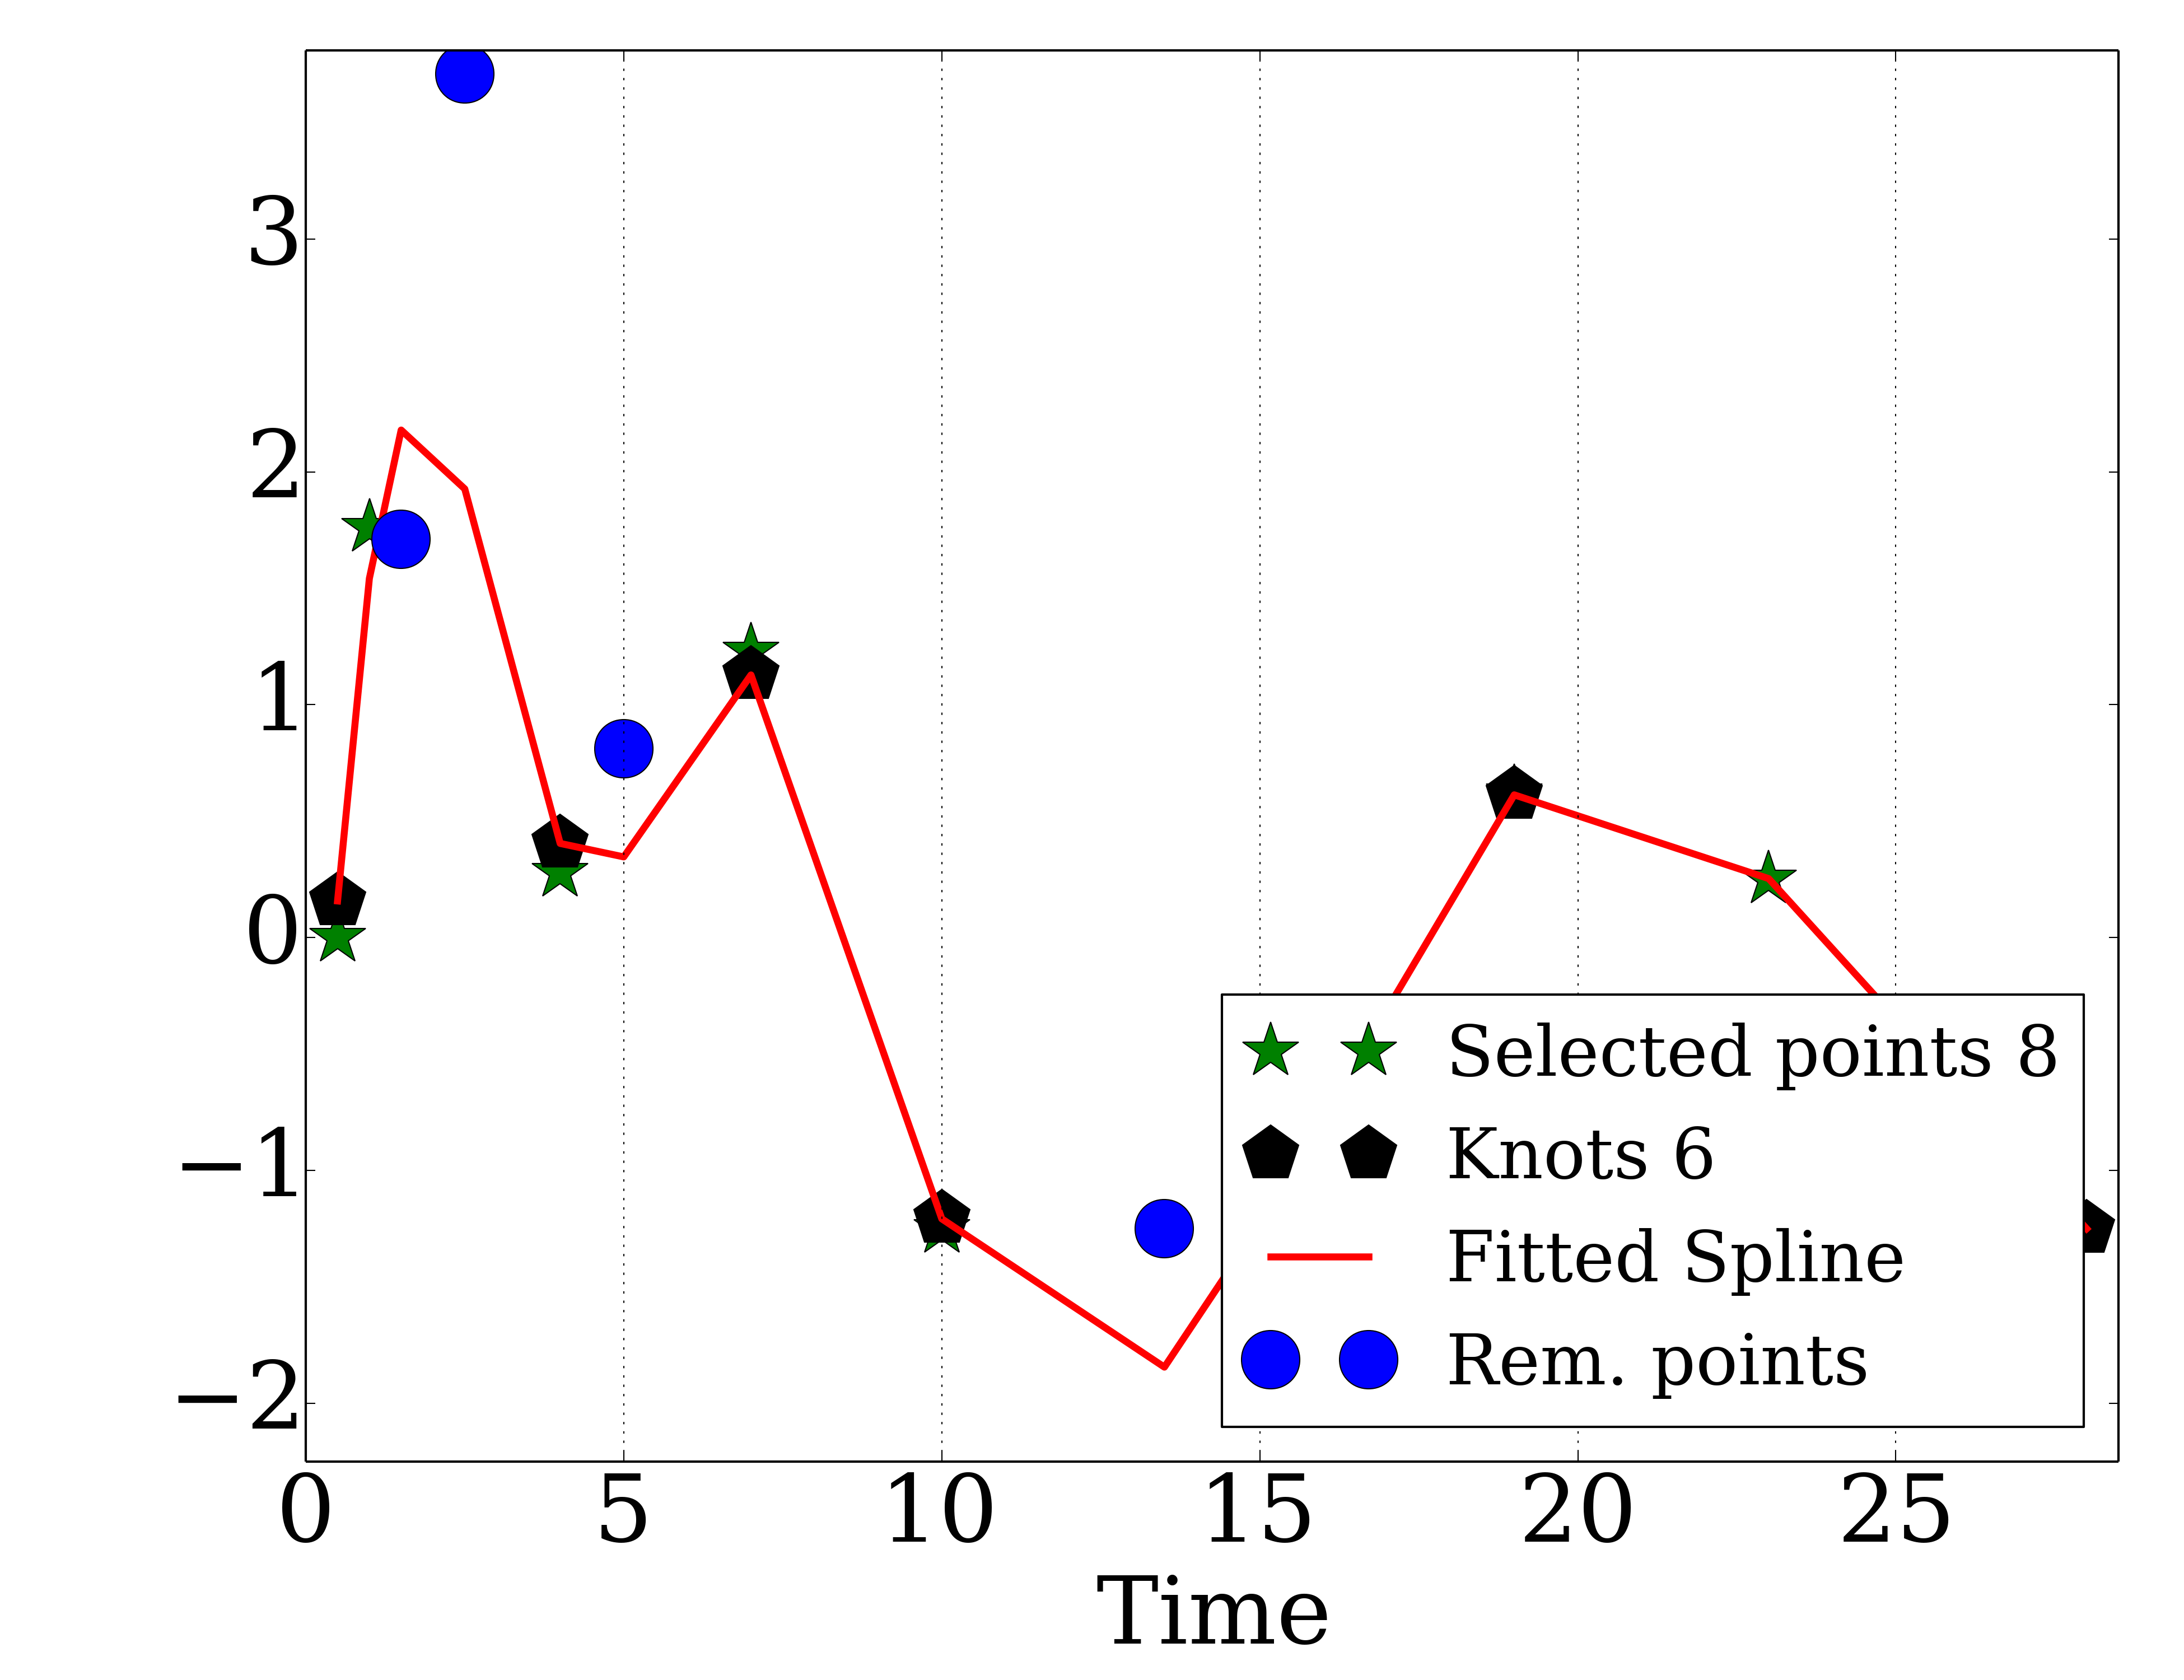 3
2
1
0
−1
−2
Selected points 8
Knots 6
Fitted Spline
Rem. points
0 5 10 15 20 25
Time